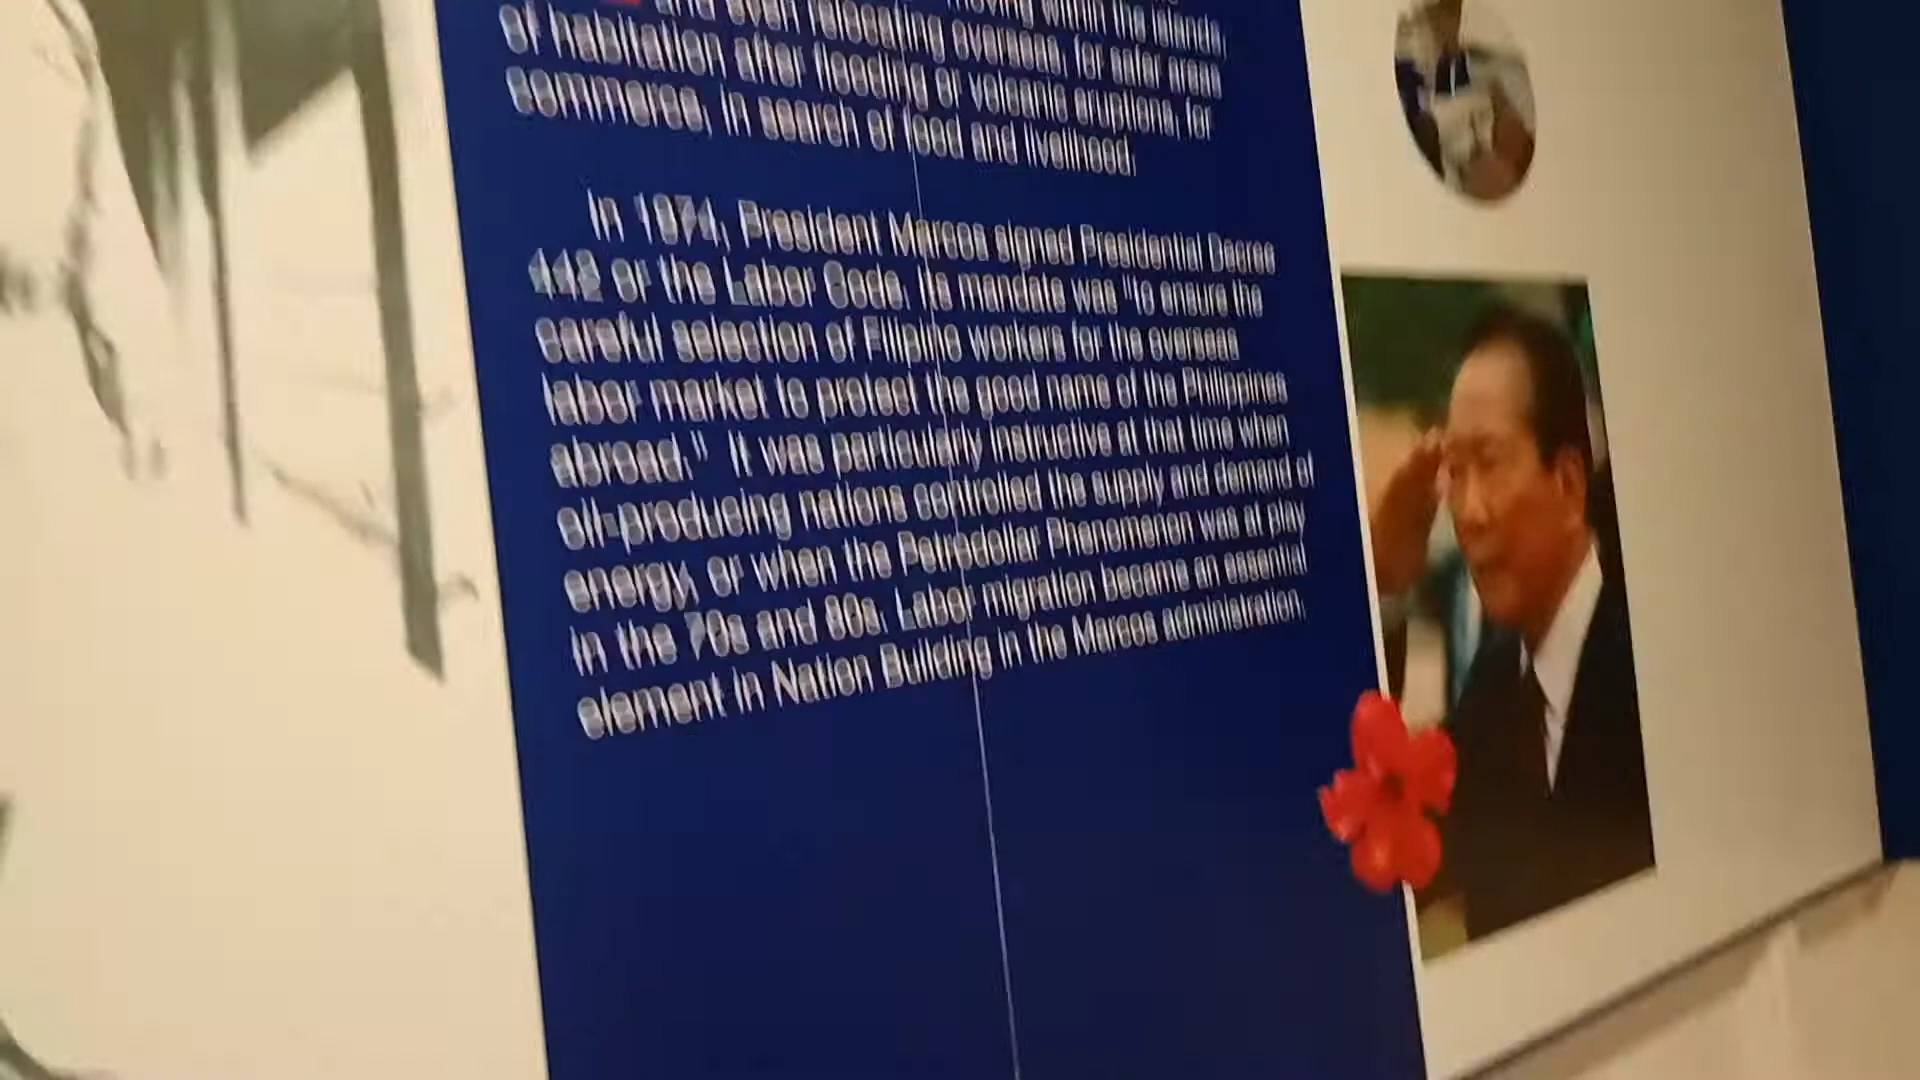 and even relocating overseas, for safer areas
of habitation after flooding or volcanic eruptions, for
commerce, in search of food and livelihood.
In 1974, President Marcos signed Presidential Decree
442 or the Labor Code. Its mandate was "to ensure the
careful selection of Filipino workers for the overseas
labor market to protect the good name of the Philippines
abroad." It was particularly instructive at that time when
oil-producing nations controlled the supply and demand of
energy, or when the Petrodollar Phenomenon was at play
in the 70s and 80s. Labor migration became an essential
element in Nation Building in the Marcos administration.